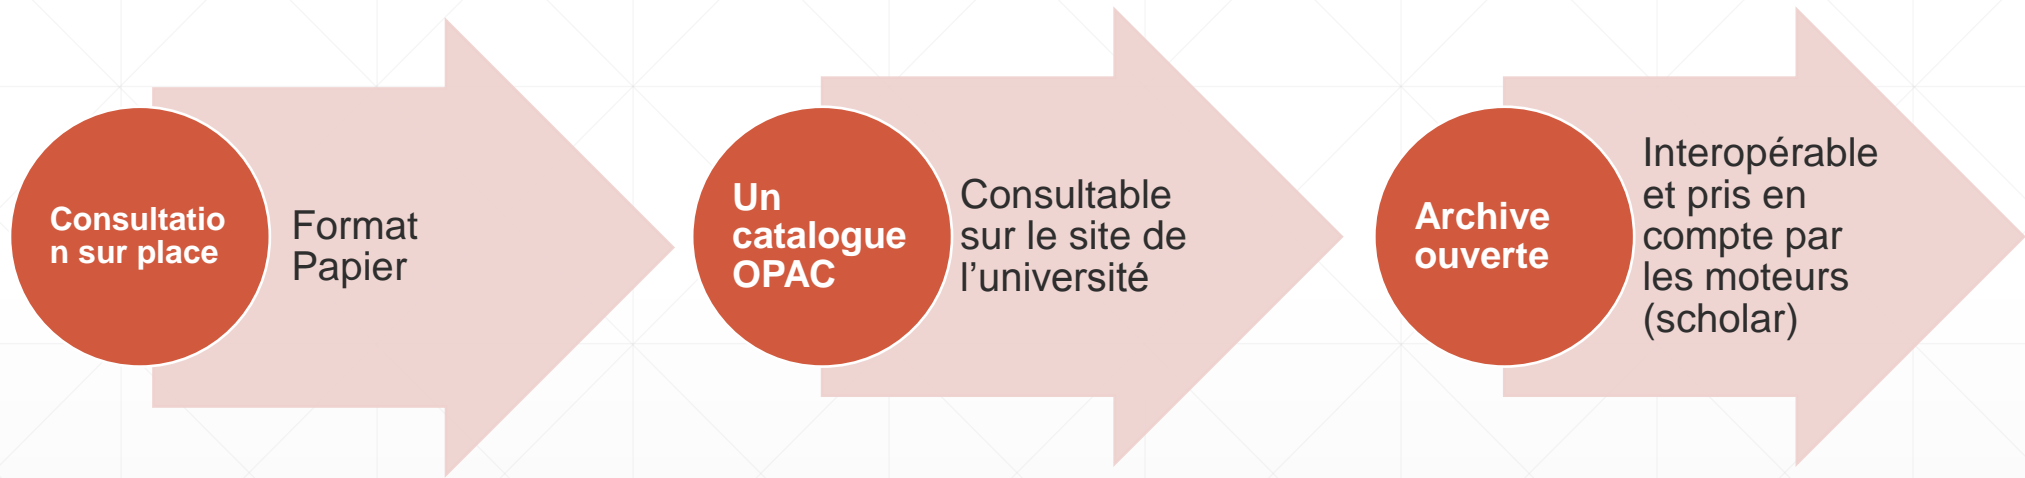 Consultatio
n sur place
Format
Papier
Un
catalogue
OPAC
Consultable
sur le site de
l’université
Archive
ouverte
Interopérable
et pris en
compte par
les moteurs
(scholar)